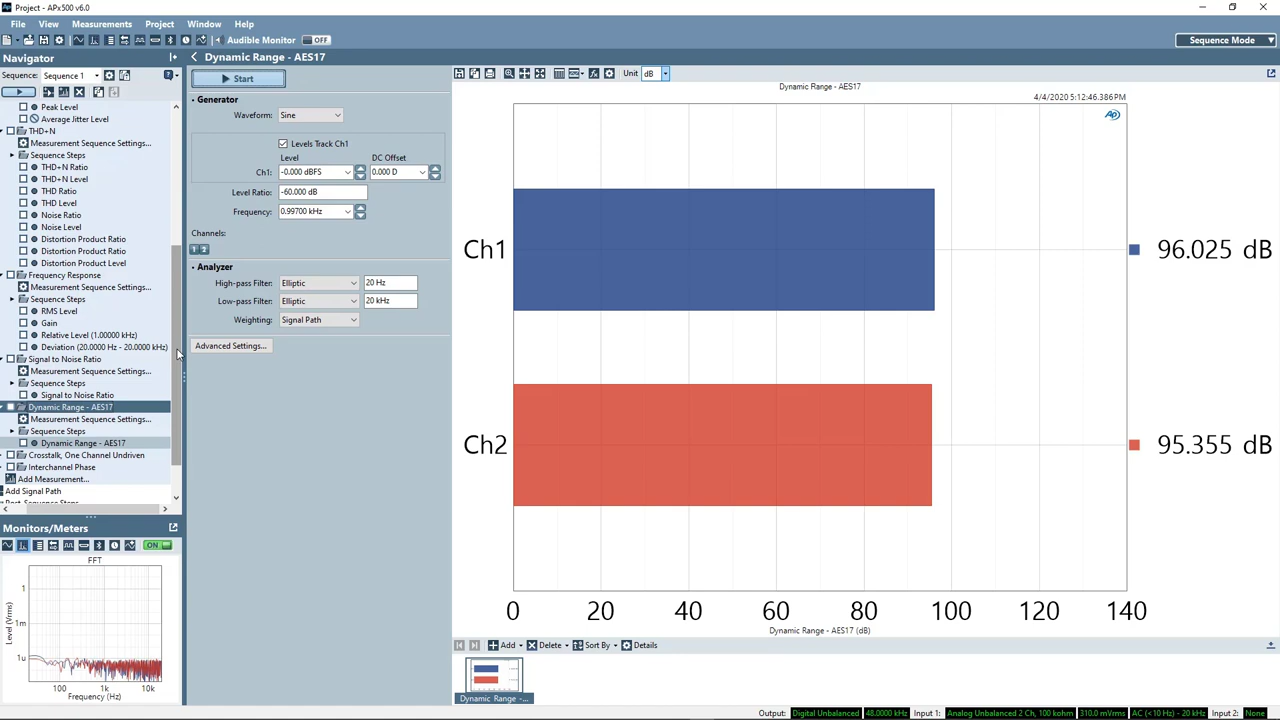 Project - APx500 v6.0
File View Measurements Project Window Help
Audible Monitor OFF
Sequence Mode
Navigator
Sequence: Sequence 1
Peak Level
Average Jitter Level
THD+N
Measurement Sequence Settings...
Sequence Steps
THD+N Ratio
THD+N Level
THD Ratio
THD Level
Noise Ratio
Noise Level
Distortion Product Ratio
Distortion Product Ratio
Distortion Product Level
Frequency Response
Measurement Sequence Settings...
Sequence Steps
RMS Level
Gain
Relative Level (1.00000 kHz)
Deviation (20.0000 Hz - 20.0000 kHz)
Signal to Noise Ratio
Measurement Sequence Settings...
Sequence Steps
Signal to Noise Ratio
Dynamic Range - AES17
Measurement Sequence Settings...
Sequence Steps
Dynamic Range - AES17
Crosstalk, One Channel Undriven
Interchannel Phase
Add Measurement...
Add Signal Path
Monitors/Meters
ON
FFT
Level (Vrms)
1
1m
1u
100 1k 10k
Frequency (Hz)
Dynamic Range - AES17
Start
Generator
Waveform: Sine
Levels Track Ch1
Level DC Offset
Ch1: -0.000 dBFS 0.000 D
Level Ratio: -60.000 dB
Frequency: 0.99700 kHz
Channels:
1 2
Analyzer
High-pass Filter: Elliptic 20 Hz
Low-pass Filter: Elliptic 20 kHz
Weighting: Signal Path
Advanced Settings...
Unit dB
Dynamic Range - AES17
4/4/2020 5:12:46.386 PM
AP
Ch1 96.025 dB
Ch2 95.355 dB
0 20 40 60 80 100 120 140
Dynamic Range - AES17 (dB)
Add Delete Sort By Details
Dynamic Range -...
Output: Digital Unbalanced 48.0000 kHz Input 1: Analog Unbalanced 2 Ch, 100 kohm 310.0 mVrms AC (<10 Hz) - 20 kHz Input 2: None